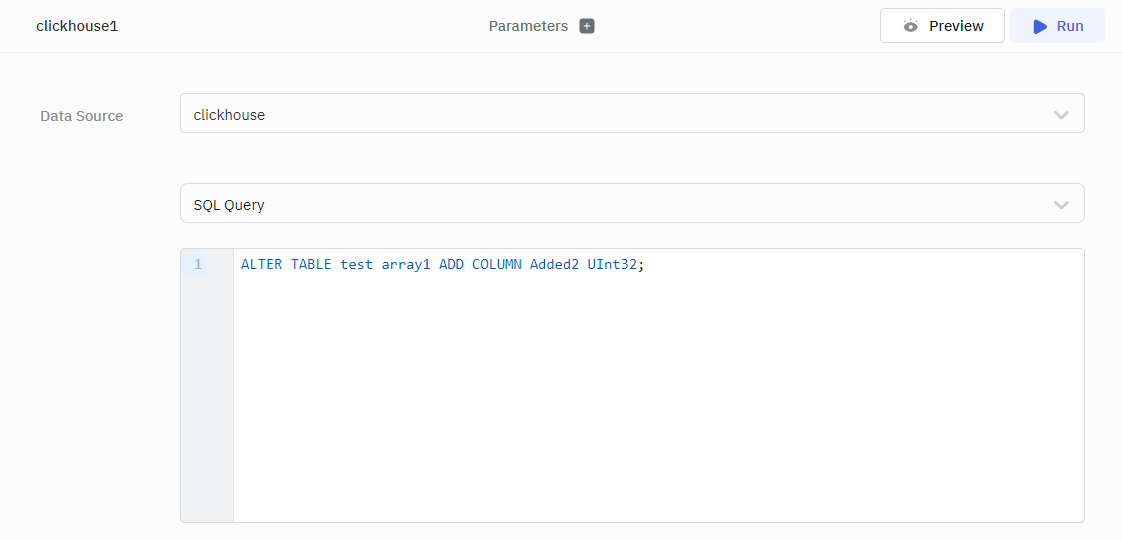 clickhouse1 Parameters + Preview Run
Data Source clickhouse
SQL Query
1 ALTER TABLE test array1 ADD COLUMN Added2 UInt32;